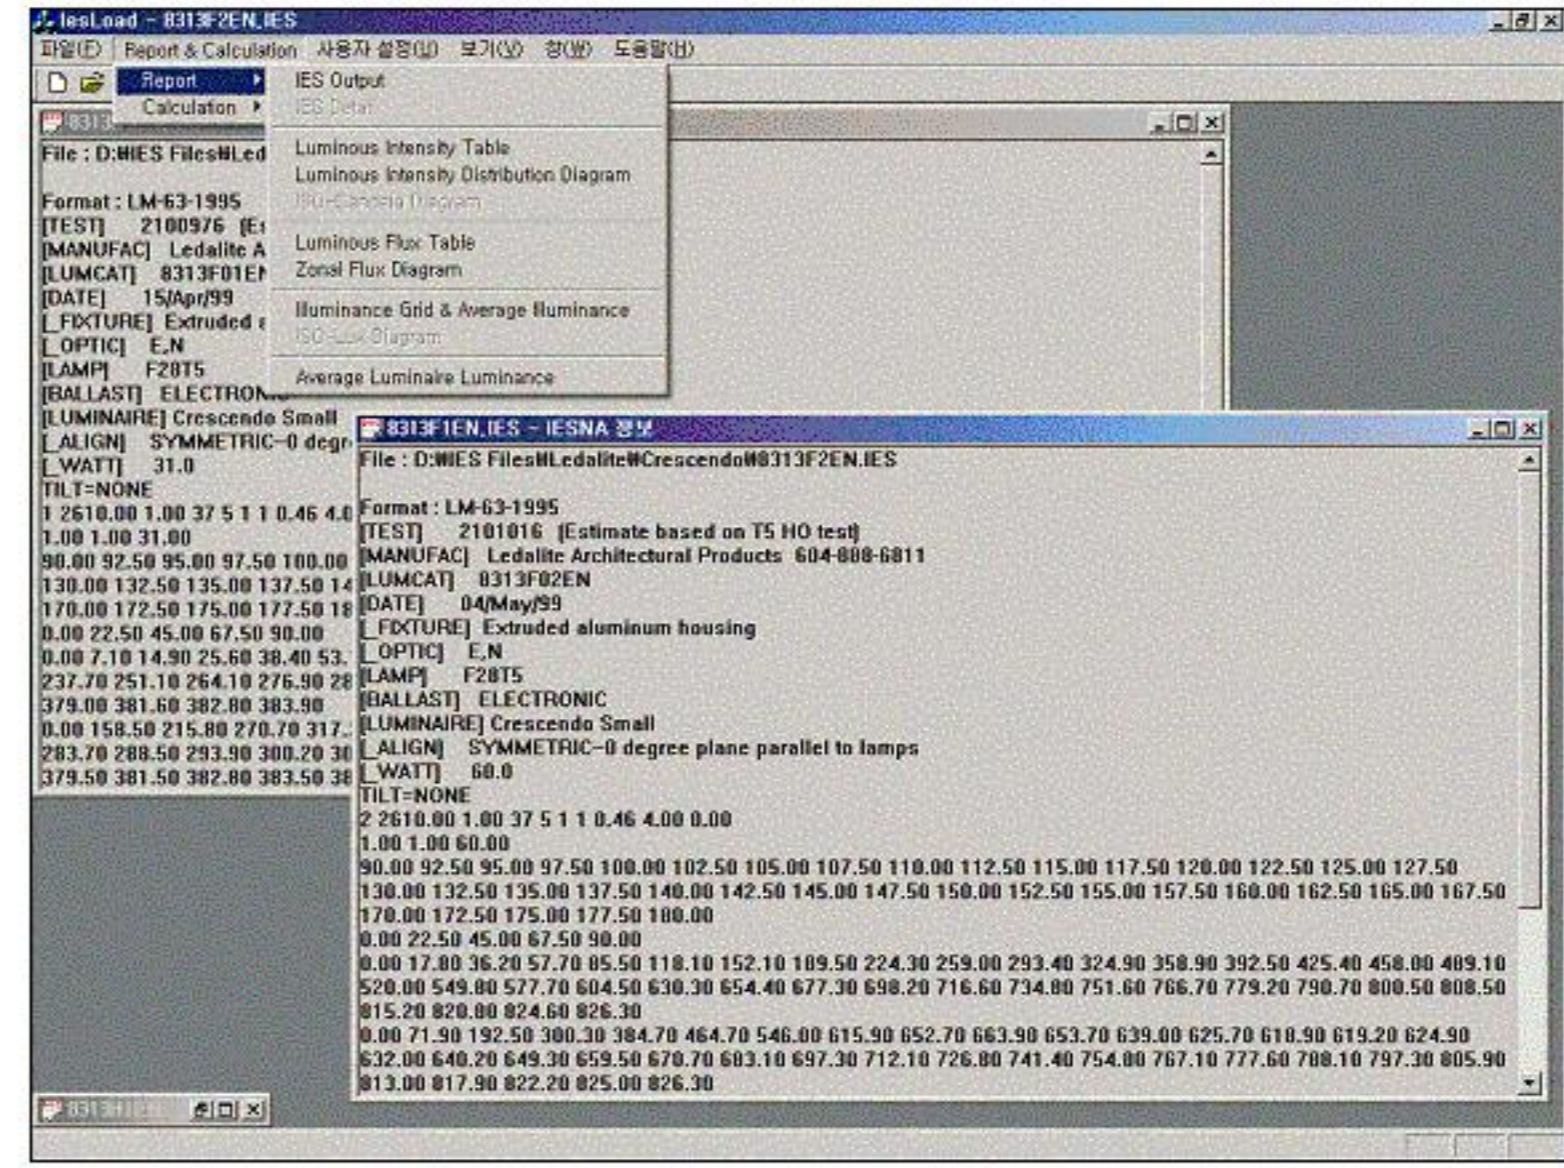 IesLoad - 8313F2EN.IES
파일(F) Report & Calculation 사용자 설정(U) 보기(V) 창(W) 도움말(H)
Report
Calculation
IES Output
IES Detail
Luminous Intensity Table
Luminous Intensity Distribution Diagram
ISO-Candela Diagram
Luminous Flux Table
Zonal Flux Diagram
Illuminance Grid & Average Illuminance
ISO-Lux Diagram
Average Luminaire Luminance
8313
File : D:₩IES Files₩Led
Format : LM-63-1995
[TEST] 2100976 (Es
[MANUFAC] Ledalite A
[LUMCAT] 8313F01EN
[DATE] 15/Apr/99
[_FIXTURE] Extruded a
[_OPTIC] E,N
[LAMP] F28T5
[BALLAST] ELECTRONIC
[LUMINAIRE] Crescendo Small
[_ALIGN] SYMMETRIC-0 degr
[_WATT] 31.0
TILT=NONE
1 2610.00 1.00 37 5 1 1 0.46 4.0
1.00 1.00 31.00
90.00 92.50 95.00 97.50 100.00
130.00 132.50 135.00 137.50 14
170.00 172.50 175.00 177.50 18
0.00 22.50 45.00 67.50 90.00
0.00 7.10 14.90 25.60 38.40 53.
237.70 251.10 264.10 276.90 28
379.00 381.60 382.80 383.90
0.00 158.50 215.80 270.70 317.
283.70 288.50 293.90 300.20 30
379.50 381.50 382.80 383.50 38
8313F1EN.IES - IESNA 정보
File : D:₩IES Files₩Ledalite₩Crescendo₩8313F2EN.IES
Format : LM-63-1995
[TEST] 2101016 (Estimate based on T5 HO test)
[MANUFAC] Ledalite Architectural Products 604-888-6811
[LUMCAT] 8313F02EN
[DATE] 04/May/99
[_FIXTURE] Extruded aluminum housing
[_OPTIC] E,N
[LAMP] F28T5
[BALLAST] ELECTRONIC
[LUMINAIRE] Crescendo Small
[_ALIGN] SYMMETRIC-0 degree plane parallel to lamps
[_WATT] 60.0
TILT=NONE
2 2610.00 1.00 37 5 1 1 0.46 4.00 0.00
1.00 1.00 60.00
90.00 92.50 95.00 97.50 100.00 102.50 105.00 107.50 110.00 112.50 115.00 117.50 120.00 122.50 125.00 127.50
130.00 132.50 135.00 137.50 140.00 142.50 145.00 147.50 150.00 152.50 155.00 157.50 160.00 162.50 165.00 167.50
170.00 172.50 175.00 177.50 180.00
0.00 22.50 45.00 67.50 90.00
0.00 17.80 36.20 57.70 85.50 118.10 152.10 189.50 224.30 259.00 293.40 324.90 358.90 392.50 425.40 458.00 489.10
520.00 549.80 577.70 604.50 630.30 654.40 677.30 698.20 716.60 734.80 751.60 766.70 779.20 790.70 800.50 808.50
815.20 820.80 824.60 826.30
0.00 71.90 192.50 300.30 384.70 464.70 546.00 615.90 652.70 663.90 653.70 639.00 625.70 618.90 619.20 624.90
632.00 640.20 649.30 659.50 670.70 683.10 697.30 712.10 726.80 741.40 754.80 767.10 777.60 788.10 797.30 805.90
813.00 817.90 822.20 825.00 826.30